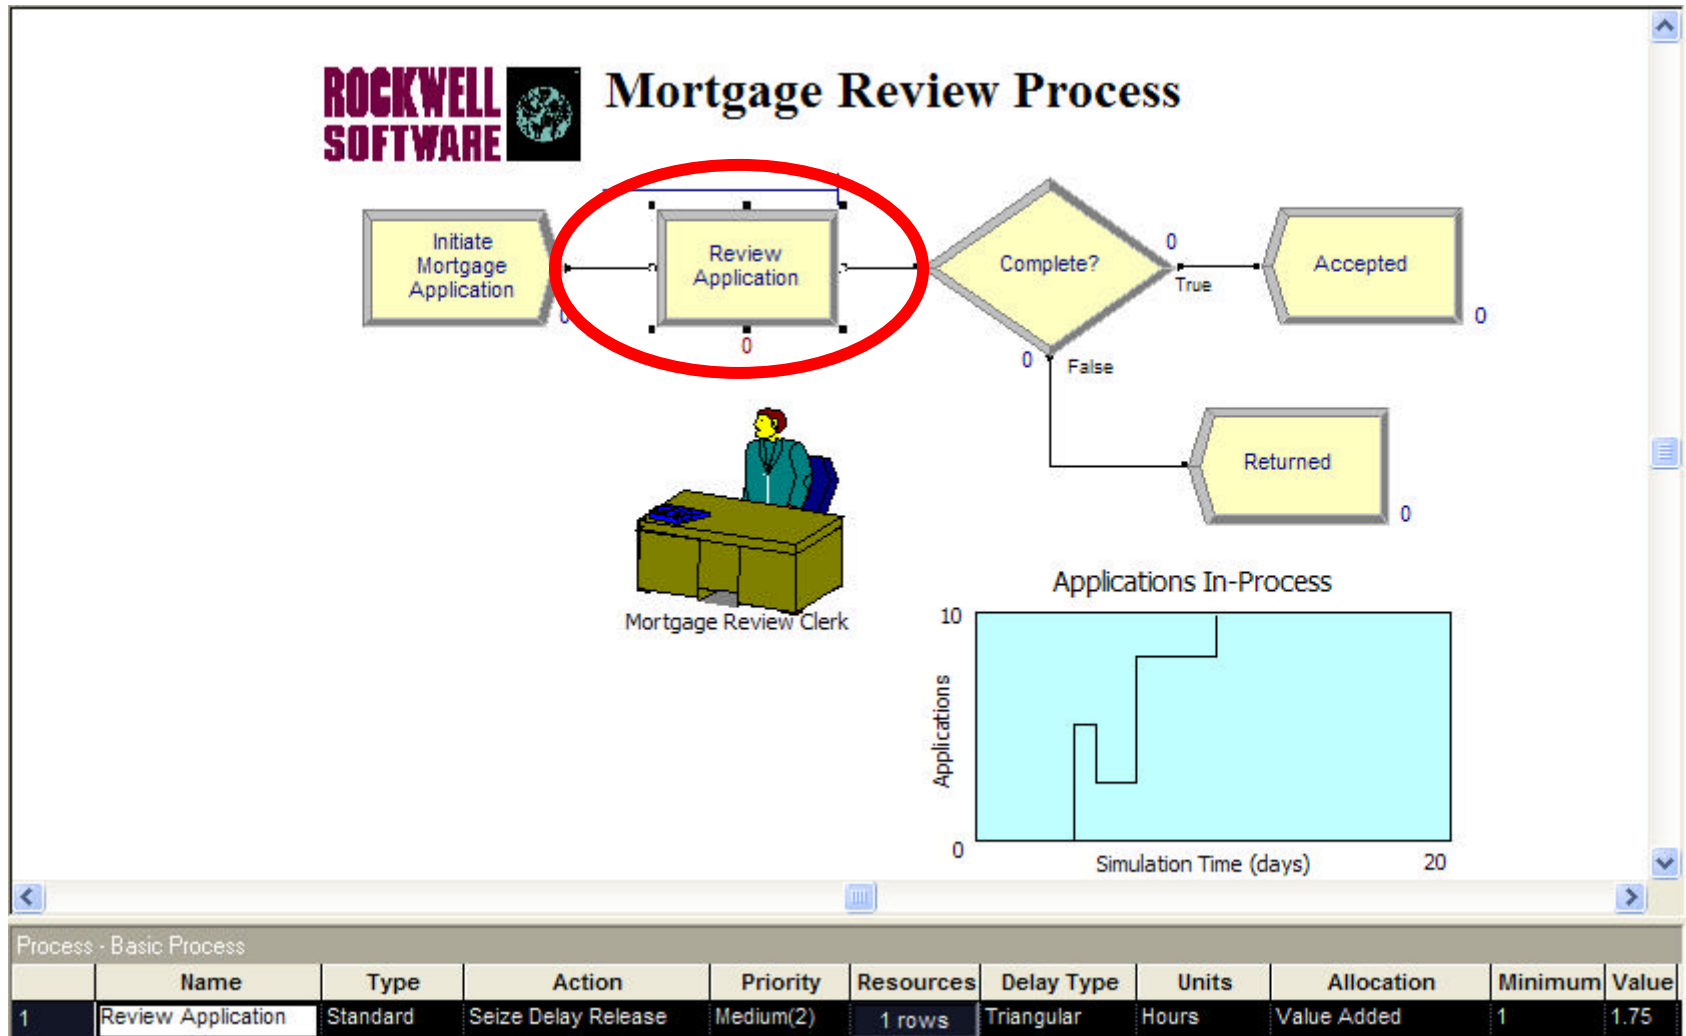 ROCKWELL
SOFTWARE
Mortgage Review Process
Initiate
Mortgage
Application
0
Review
Application
0
Complete?
0
True
0
False
Accepted
0
Returned
0
Mortgage Review Clerk
Applications In-Process
10
Applications
0
Simulation Time (days)
20
Process - Basic Process
Name Type Action Priority Resources Delay Type Units Allocation Minimum Value
1 Review Application Standard Seize Delay Release Medium(2) 1 rows Triangular Hours Value Added 1 1.75